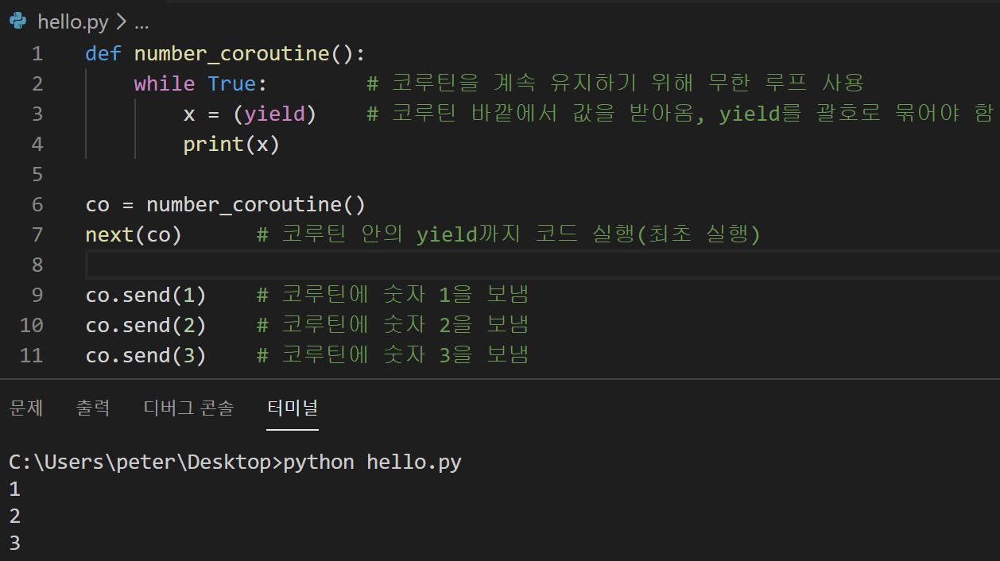 hello.py > ...
1 def number_coroutine():
2     while True:        # 코루틴을 계속 유지하기 위해 무한 루프 사용
3         x = (yield)    # 코루틴 바깥에서 값을 받아옴, yield를 괄호로 묶어야 함
4         print(x)
5
6 co = number_coroutine()
7 next(co)      # 코루틴 안의 yield까지 코드 실행(최초 실행)
8
9 co.send(1)    # 코루틴에 숫자 1을 보냄
10 co.send(2)    # 코루틴에 숫자 2을 보냄
11 co.send(3)    # 코루틴에 숫자 3을 보냄
문제 출력 디버그 콘솔 터미널
C:\Users\peter\Desktop>python hello.py
1
2
3